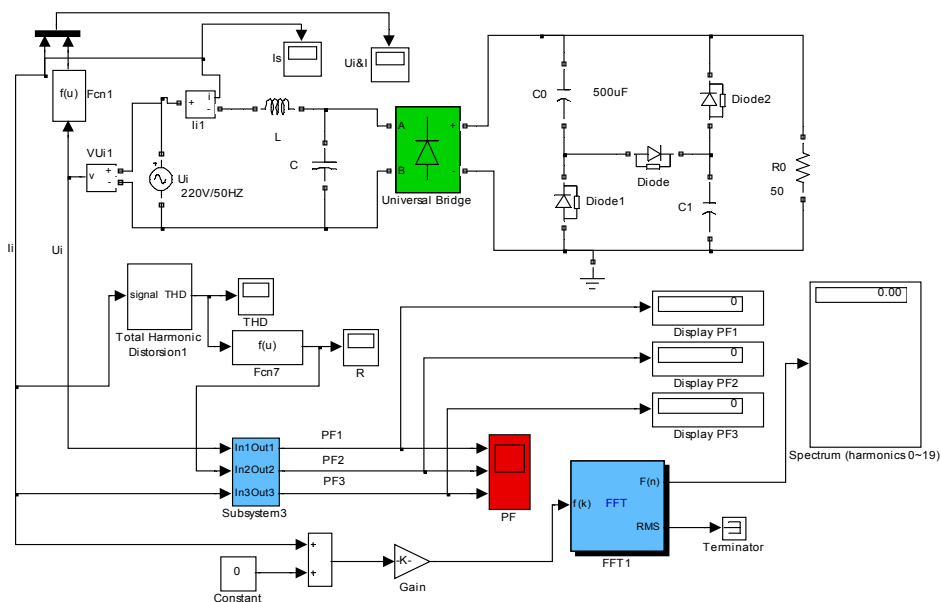 Is
Ui&I
f(u)
Fcn1
+
-
i
Ii1
L
C
VUi1
v
+
-
Ui
220V/50HZ
A
B
+
-
Universal Bridge
C0
500uF
Diode2
Diode
Diode1
C1
R0
50
Ii
Ui
signal THD
Total Harmonic
Distorsion1
THD
f(u)
Fcn7
R
0
Display PF1
0
Display PF2
0
Display PF3
0.00
Spectrum (harmonics 0~19)
In1Out1
In2Out2
In3Out3
Subsystem3
PF1
PF2
PF3
PF
f(k)
FFT
F(n)
RMS
FFT1
Terminator
0
Constant
+
+
-K-
Gain